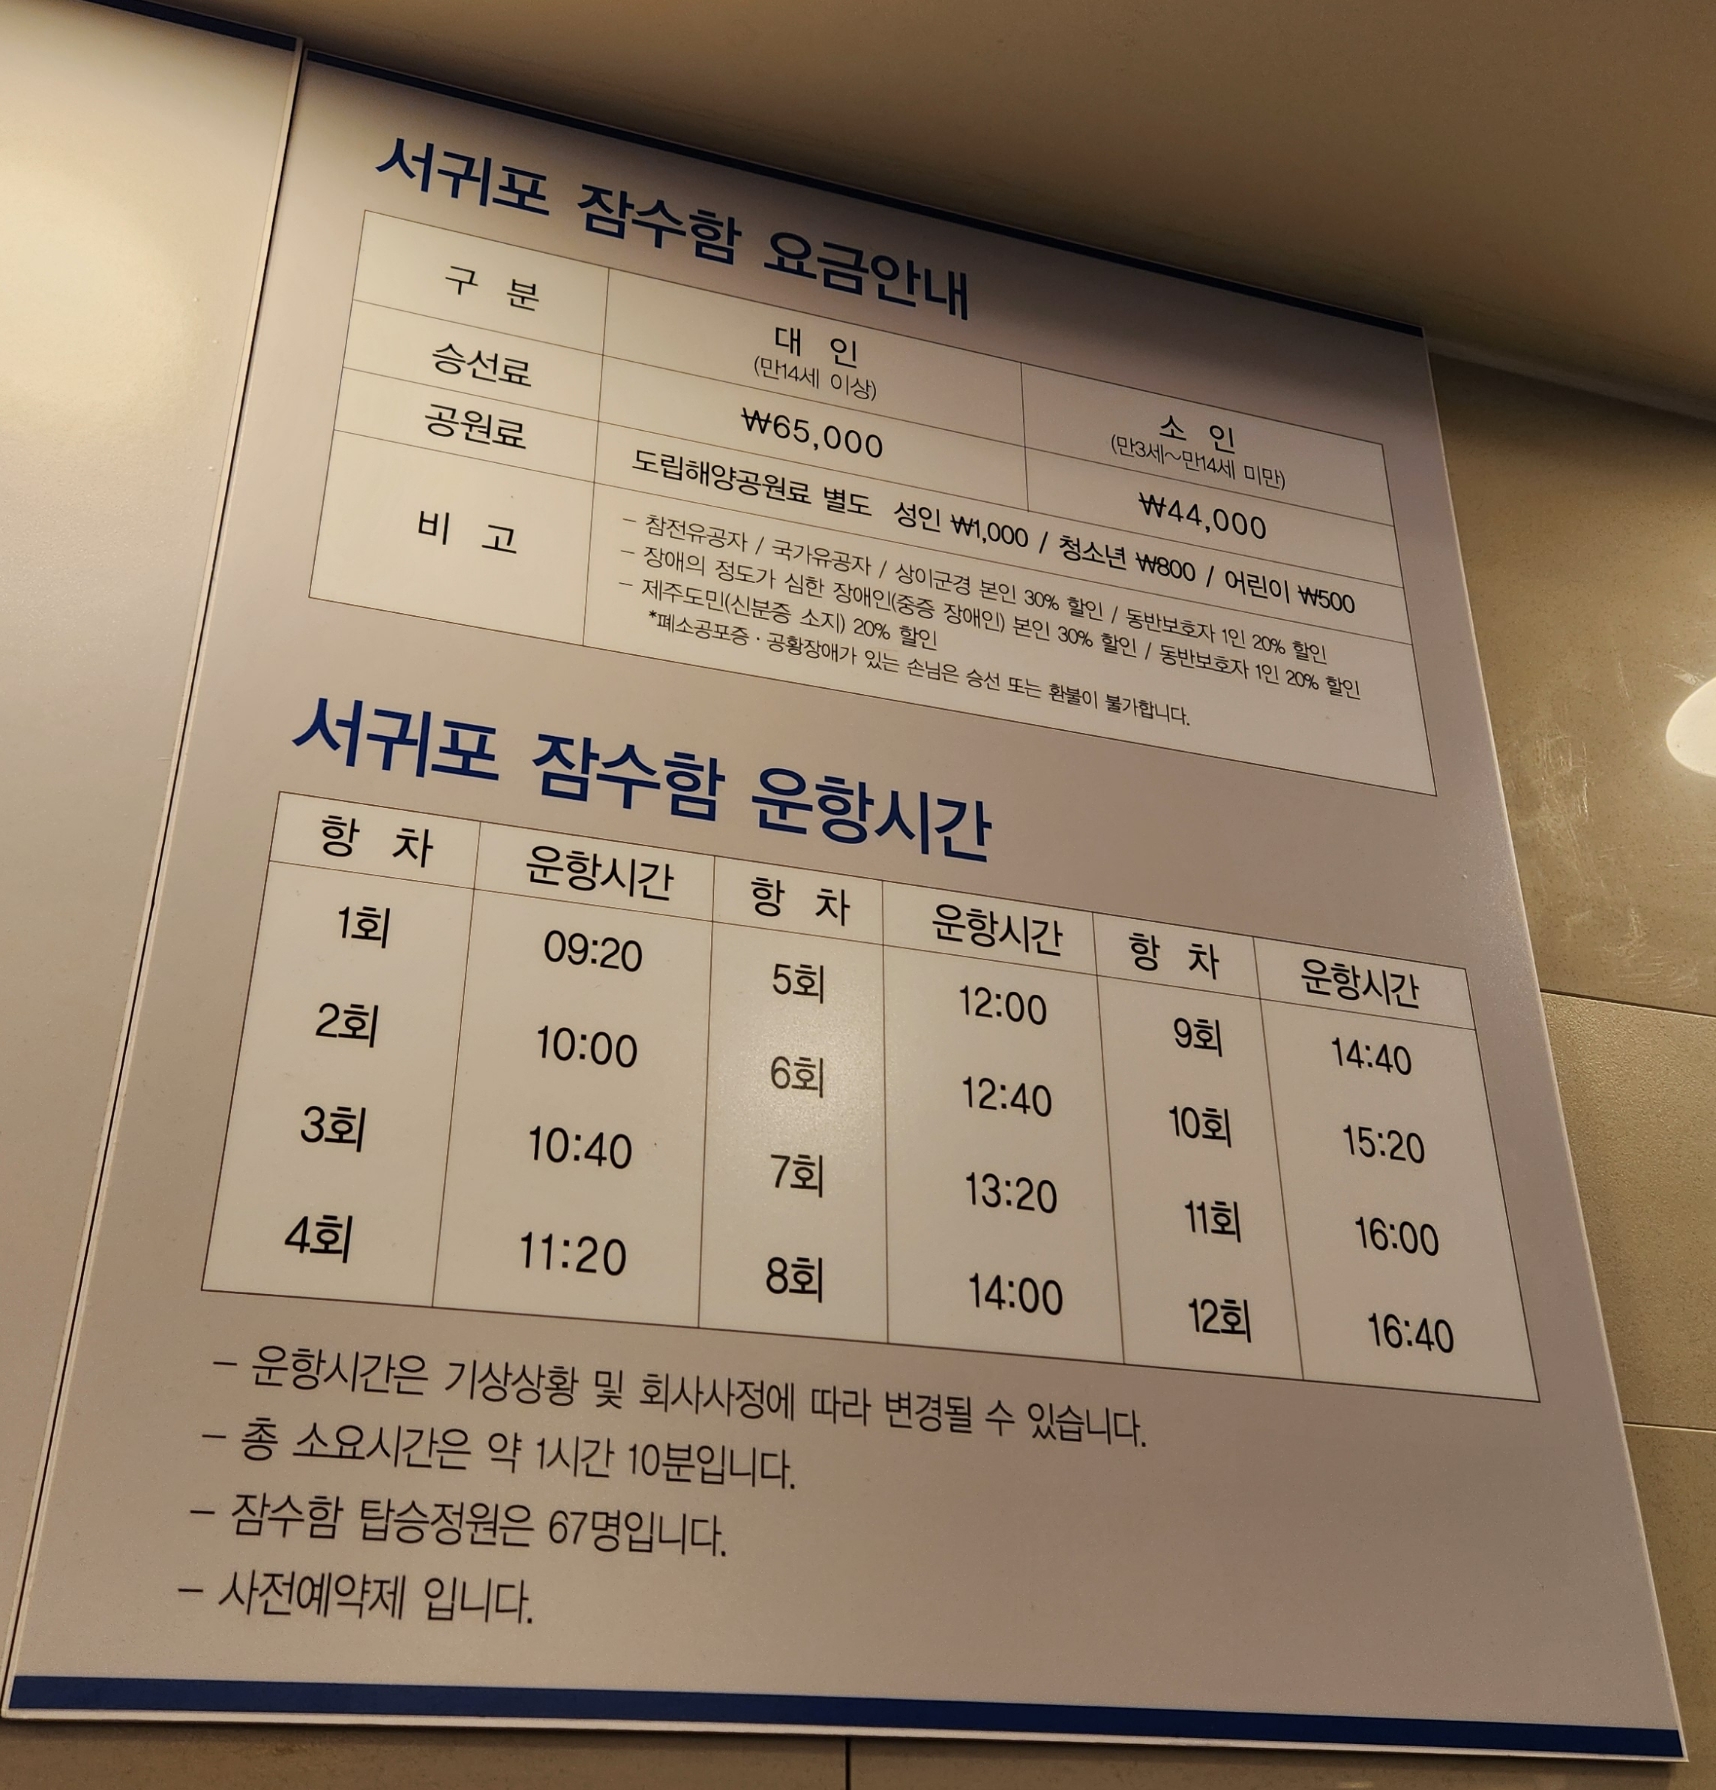 서귀포 잠수함 요금안내
구 분 대 인 (만14세 이상) 소 인 (만3세~만14세 미만)
승선료 ₩65,000 ₩44,000
공원료 도립해양공원료 별도 성인 ₩1,000 / 청소년 ₩800 / 어린이 ₩500
비 고
- 참전유공자 / 국가유공자 / 상이군경 본인 30% 할인 / 동반보호자 1인 20% 할인
- 장애의 정도가 심한 장애인(중증 장애인) 본인 30% 할인 / 동반보호자 1인 20% 할인
- 제주도민(신분증 소지) 20% 할인
*폐소공포증 · 공황장애가 있는 손님은 승선 또는 환불이 불가합니다.
서귀포 잠수함 운항시간
항 차 운항시간 항 차 운항시간 항 차 운항시간
1회 09:20 5회 12:00 9회 14:40
2회 10:00 6회 12:40 10회 15:20
3회 10:40 7회 13:20 11회 16:00
4회 11:20 8회 14:00 12회 16:40
- 운항시간은 기상상황 및 회사사정에 따라 변경될 수 있습니다.
- 총 소요시간은 약 1시간 10분입니다.
- 잠수함 탑승정원은 67명입니다.
- 사전예약제 입니다.